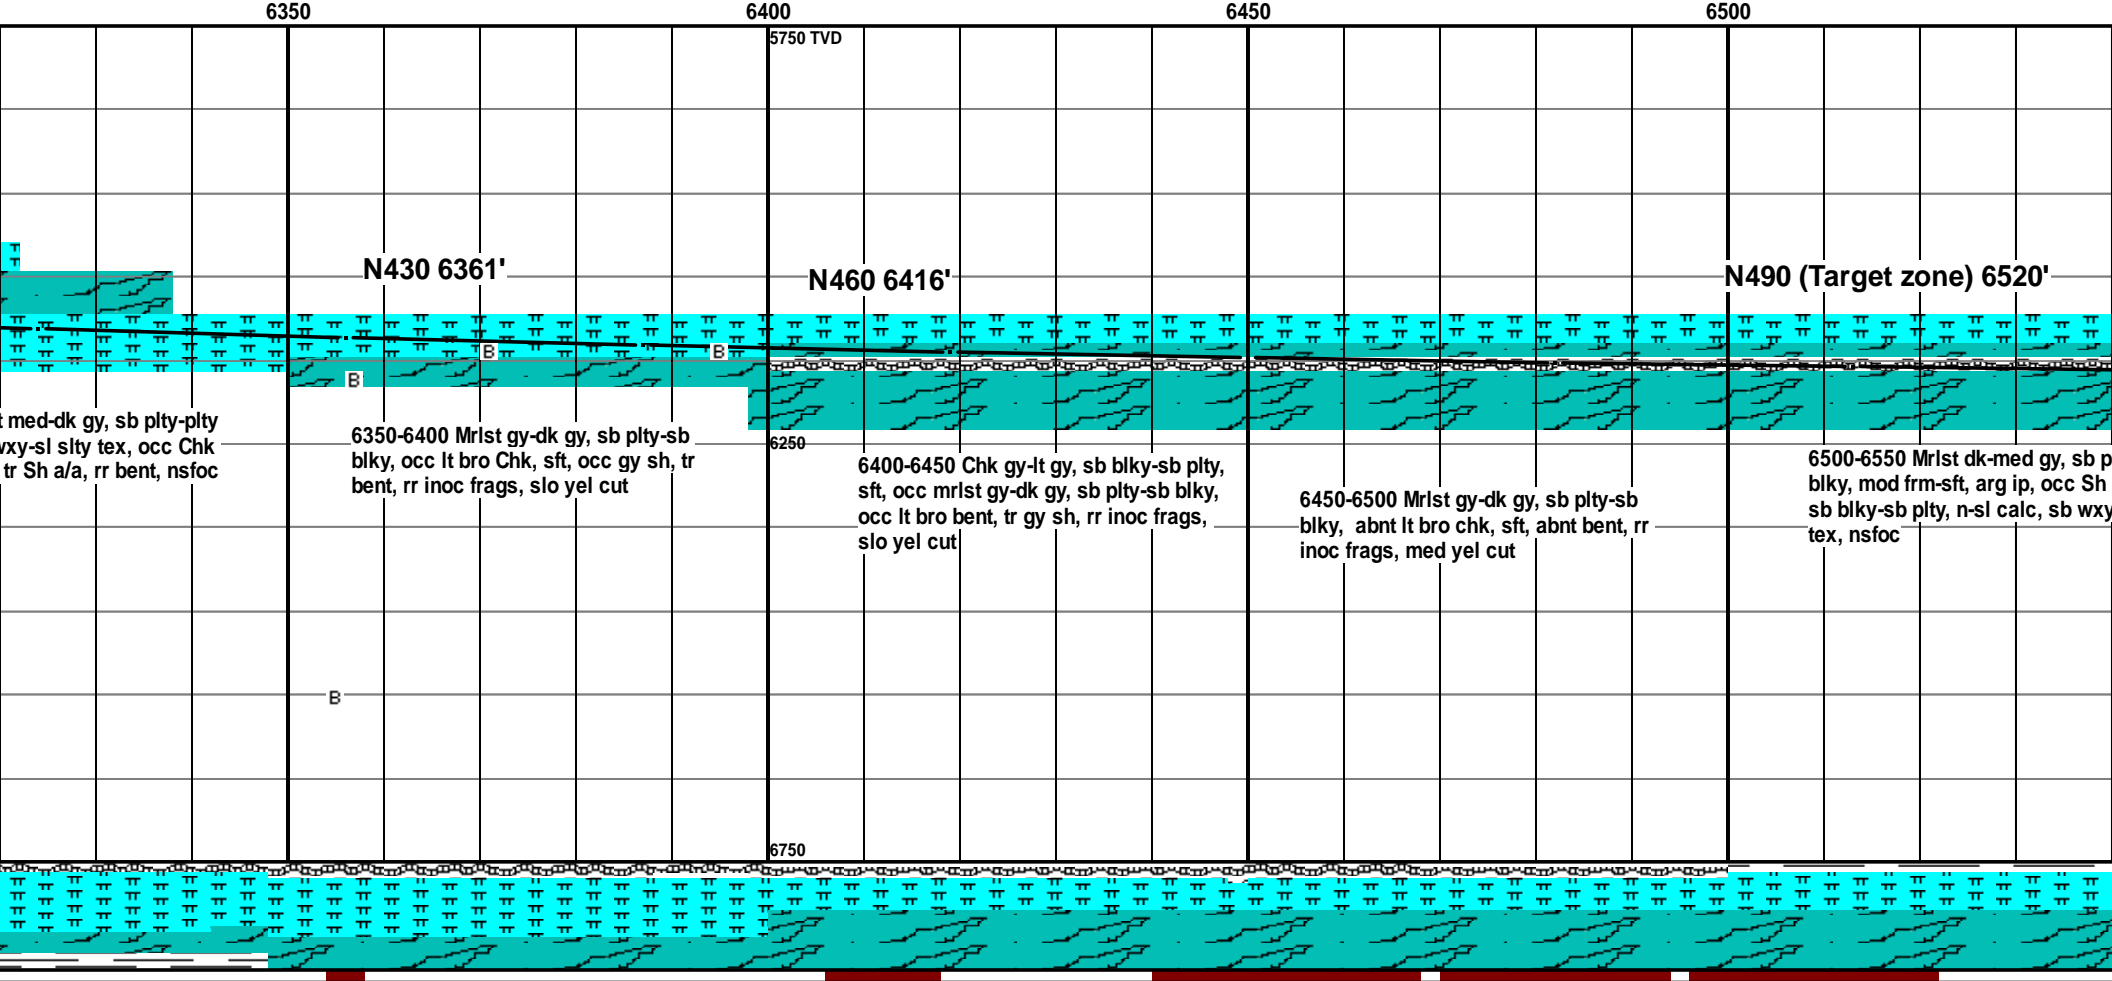 6350 6400 6450 6500
5750 TVD
N430 6361'
N460 6416'
N490 (Target zone) 6520'
B B
B
med-dk gy, sb plty-plty
wxy-sl slty tex, occ Chk
tr Sh a/a, rr bent, nsfoc
6350-6400 Mrlst gy-dk gy, sb plty-sb
blky, occ lt bro Chk, sft, occ gy sh, tr
bent, rr inoc frags, slo yel cut
6250
6400-6450 Chk gy-lt gy, sb blky-sb plty,
sft, occ mrlst gy-dk gy, sb plty-sb blky,
occ lt bro bent, tr gy sh, rr inoc frags,
slo yel cut
6450-6500 Mrlst gy-dk gy, sb plty-sb
blky, abnt lt bro chk, sft, abnt bent, rr
inoc frags, med yel cut
6500-6550 Mrlst dk-med gy, sb p
blky, mod frm-sft, arg ip, occ Sh
sb blky-sb plty, n-sl calc, sb wxy
tex, nsfoc
B
6750